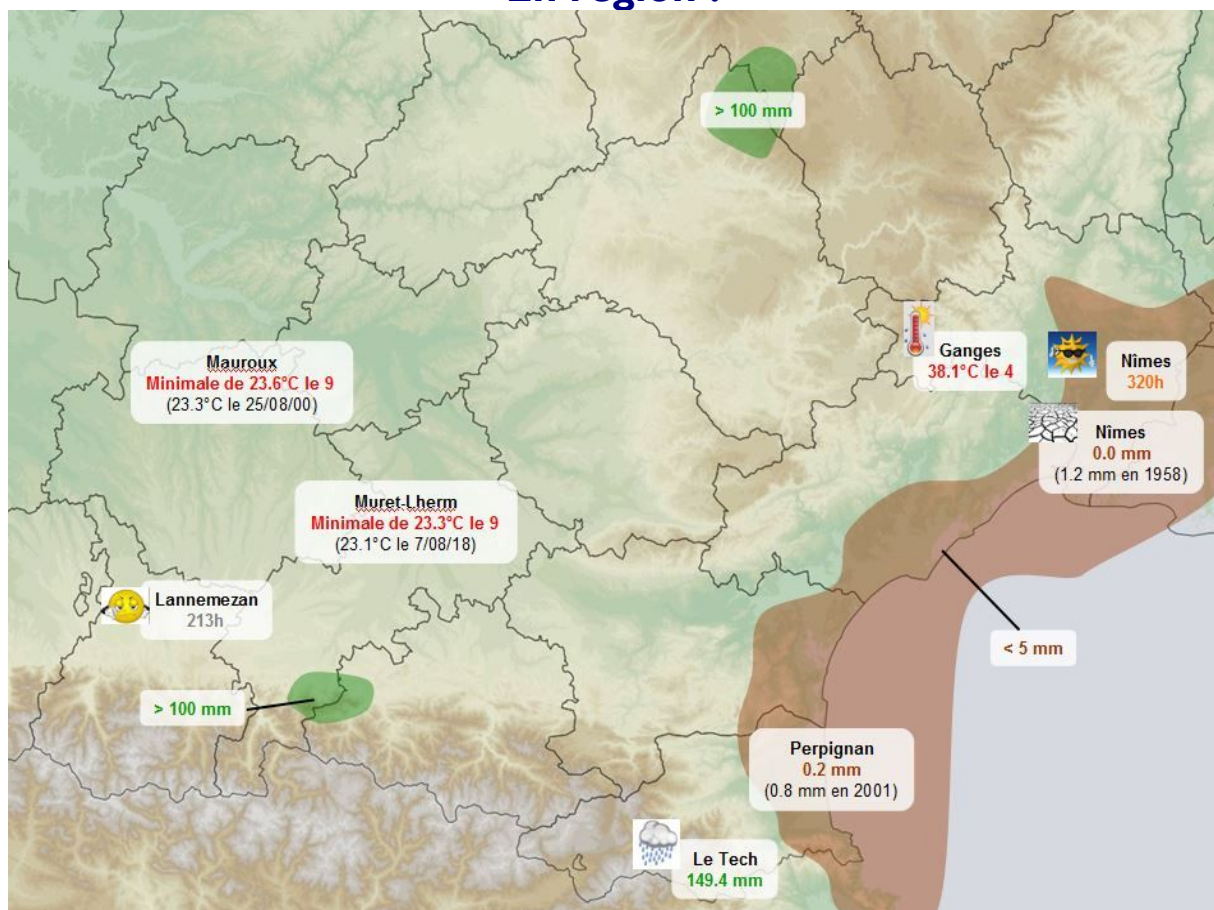 En région :
> 100 mm
Mauroux
Minimale de 23.6°C le 9
(23.3°C le 25/08/00)
Ganges
38.1°C le 4
Nîmes
320h
Nîmes
0.0 mm
(1.2 mm en 1958)
Muret-Lherm
Minimale de 23.3°C le 9
(23.1°C le 7/08/18)
Lannemezan
213h
< 5 mm
> 100 mm
Perpignan
0.2 mm
(0.8 mm en 2001)
Le Tech
149.4 mm